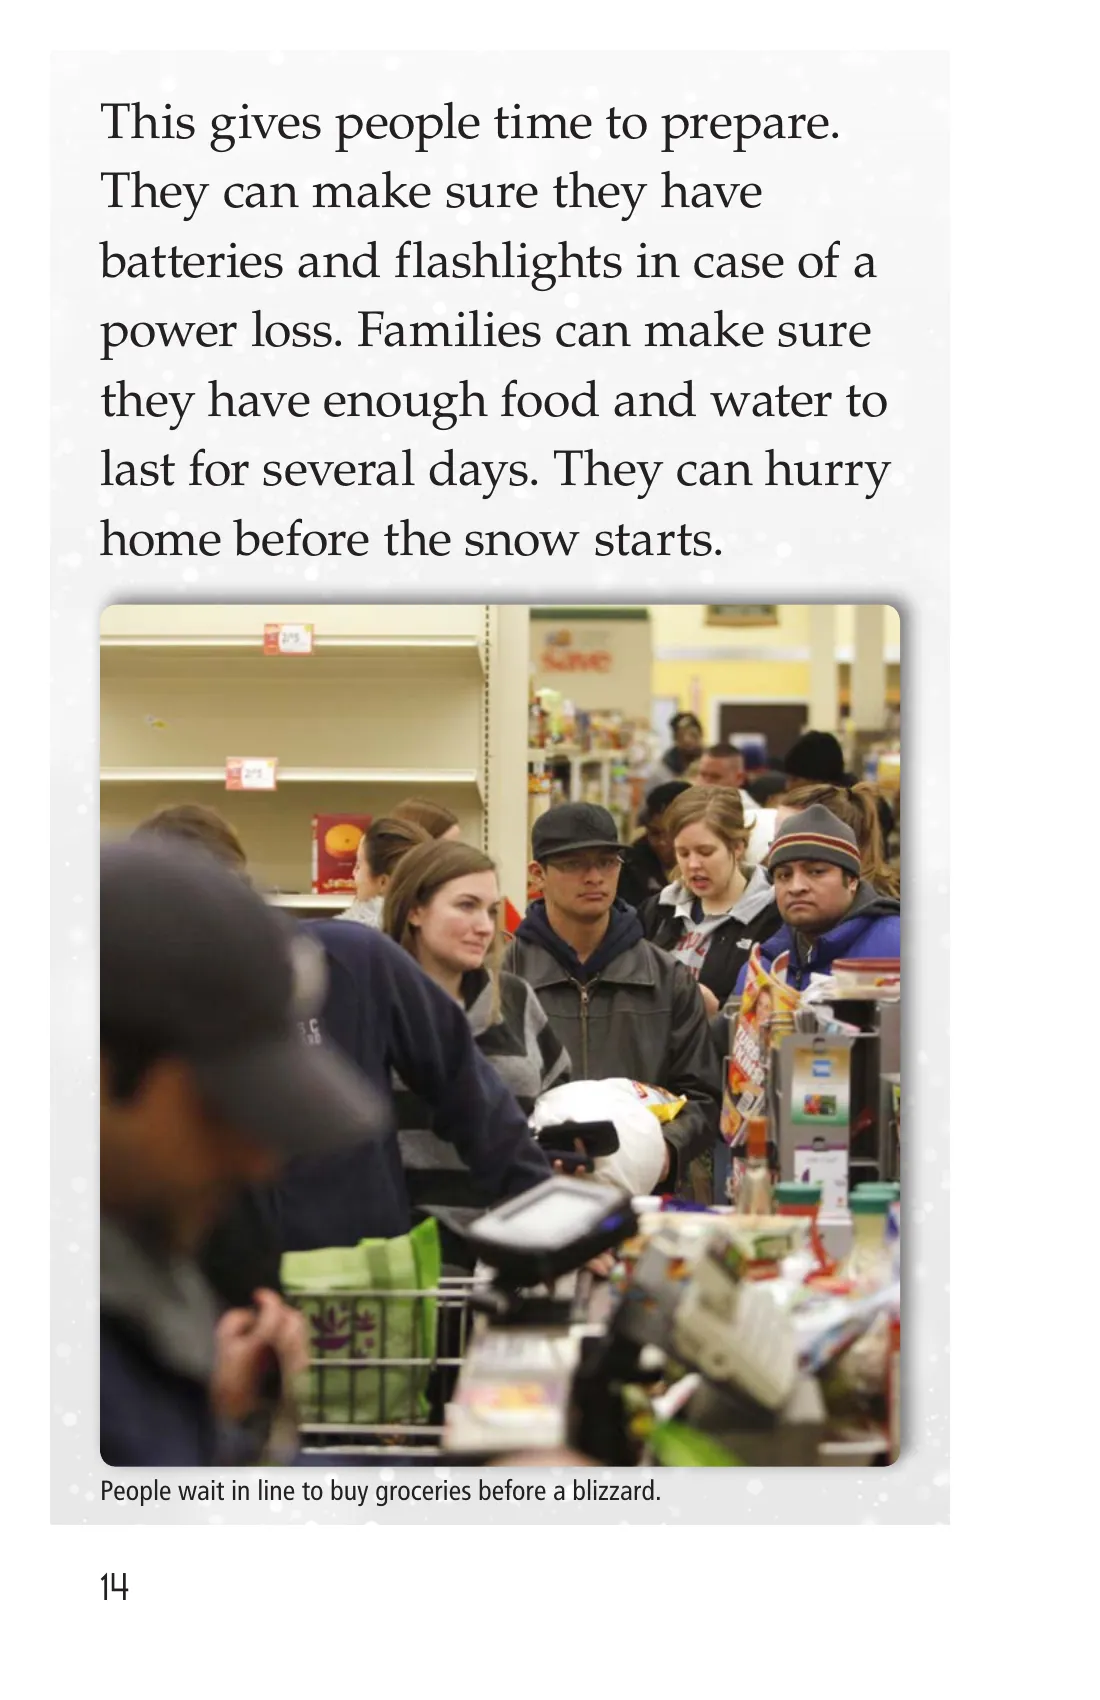 This gives people time to prepare.
They can make sure they have
batteries and flashlights in case of a
power loss. Families can make sure
they have enough food and water to
last for several days. They can hurry
home before the snow starts.
save
People wait in line to buy groceries before a blizzard.
14